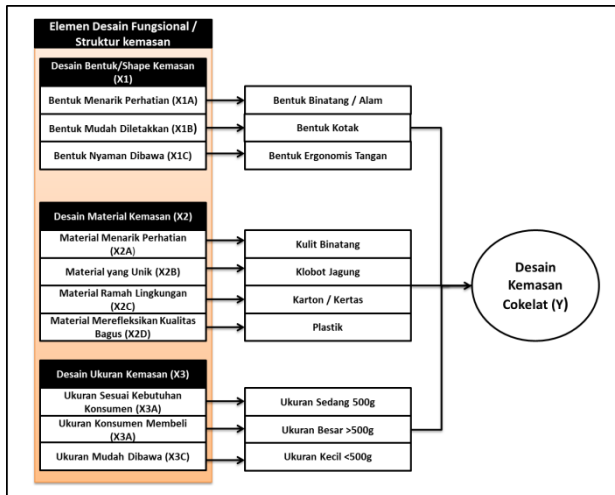 Elemen Desain Fungsional /
Struktur kemasan
Desain Bentuk/Shape Kemasan
(X1)
Bentuk Menarik Perhatian (X1A)
Bentuk Binatang / Alam
Bentuk Mudah Diletakkan (X1B)
Bentuk Kotak
Bentuk Nyaman Dibawa (X1C)
Bentuk Ergonomis Tangan
Desain Material Kemasan (X2)
Material Menarik Perhatian
(X2A)
Kulit Binatang
Material yang Unik (X2B)
Klobot Jagung
Material Ramah Lingkungan
(X2C)
Karton / Kertas
Material Merefleksikan Kualitas
Bagus (X2D)
Plastik
Desain Ukuran Kemasan (X3)
Ukuran Sesuai Kebutuhan
Konsumen (X3A)
Ukuran Sedang 500g
Ukuran Konsumen Membeli
(X3A)
Ukuran Besar >500g
Ukuran Mudah Dibawa (X3C)
Ukuran Kecil <500g
Desain
Kemasan
Cokelat (Y)